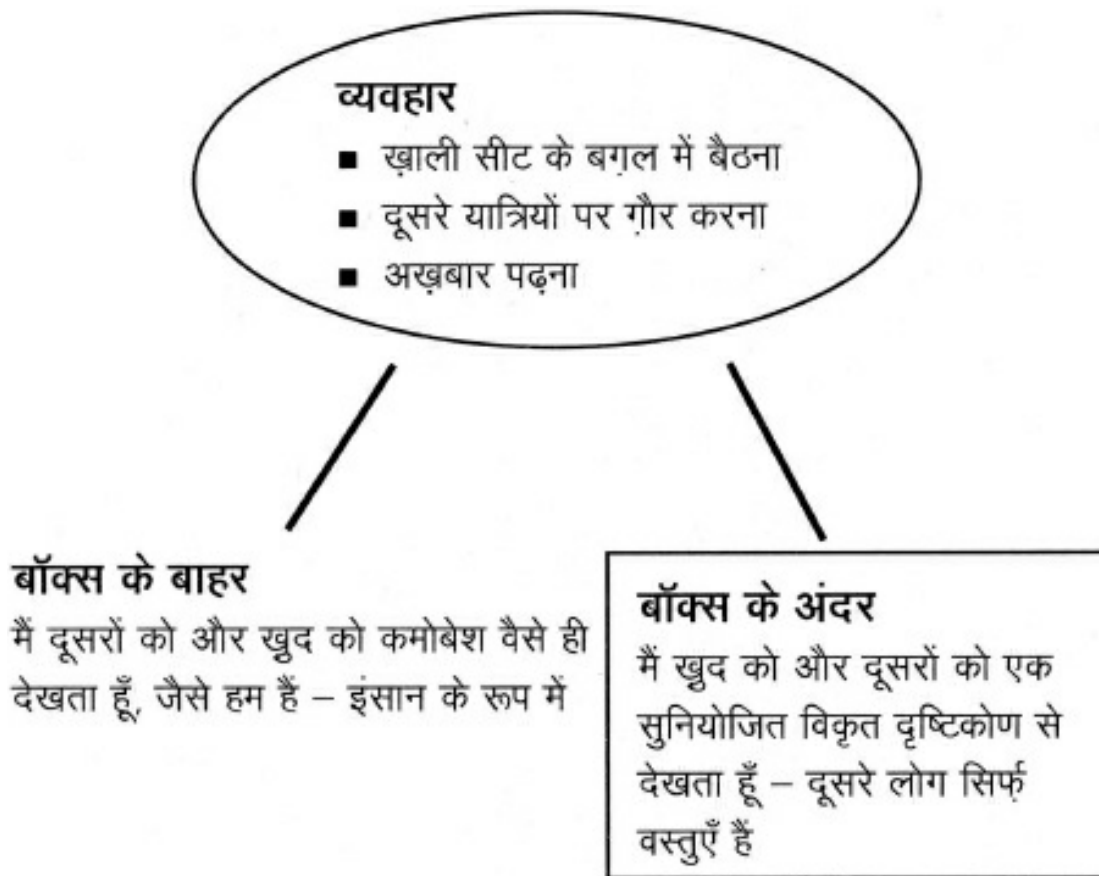 व्यवहार
■ ख़ाली सीट के बग़ल में बैठना
■ दूसरे यात्रियों पर ग़ौर करना
■ अख़बार पढ़ना
बॉक्स के बाहर
मैं दूसरों को और ख़ुद को कमोबेश वैसे ही
देखता हूँ, जैसे हम हैं – इंसान के रूप में
बॉक्स के अंदर
मैं ख़ुद को और दूसरों को एक
सुनियोजित विकृत दृष्टिकोण से
देखता हूँ – दूसरे लोग सिर्फ़
वस्तुएँ हैं